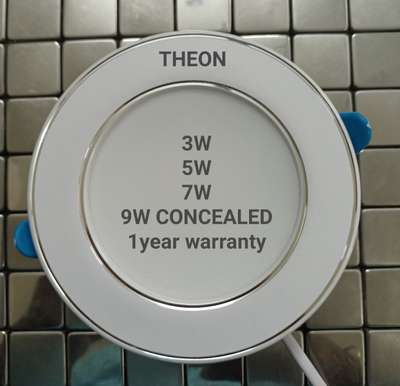 THEON
3W
5W
7W
9W CONCEALED
1year warranty